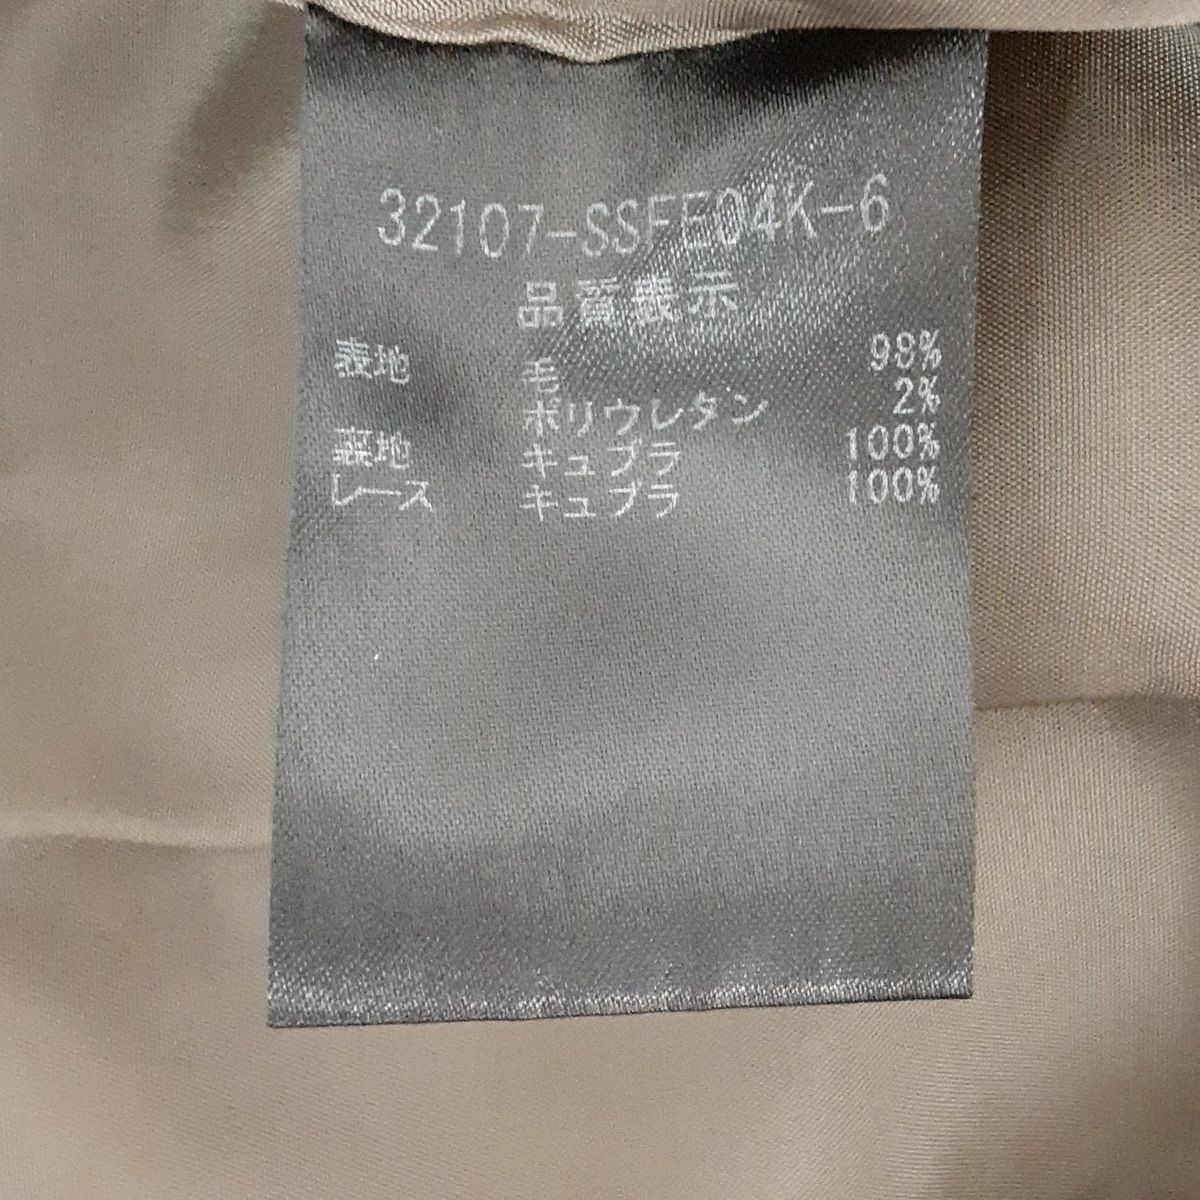 32107-SSFE04K-6
品質表示
表地 毛 98%
ポリウレタン 2%
裏地 キュプラ 100%
レース キュプラ 100%